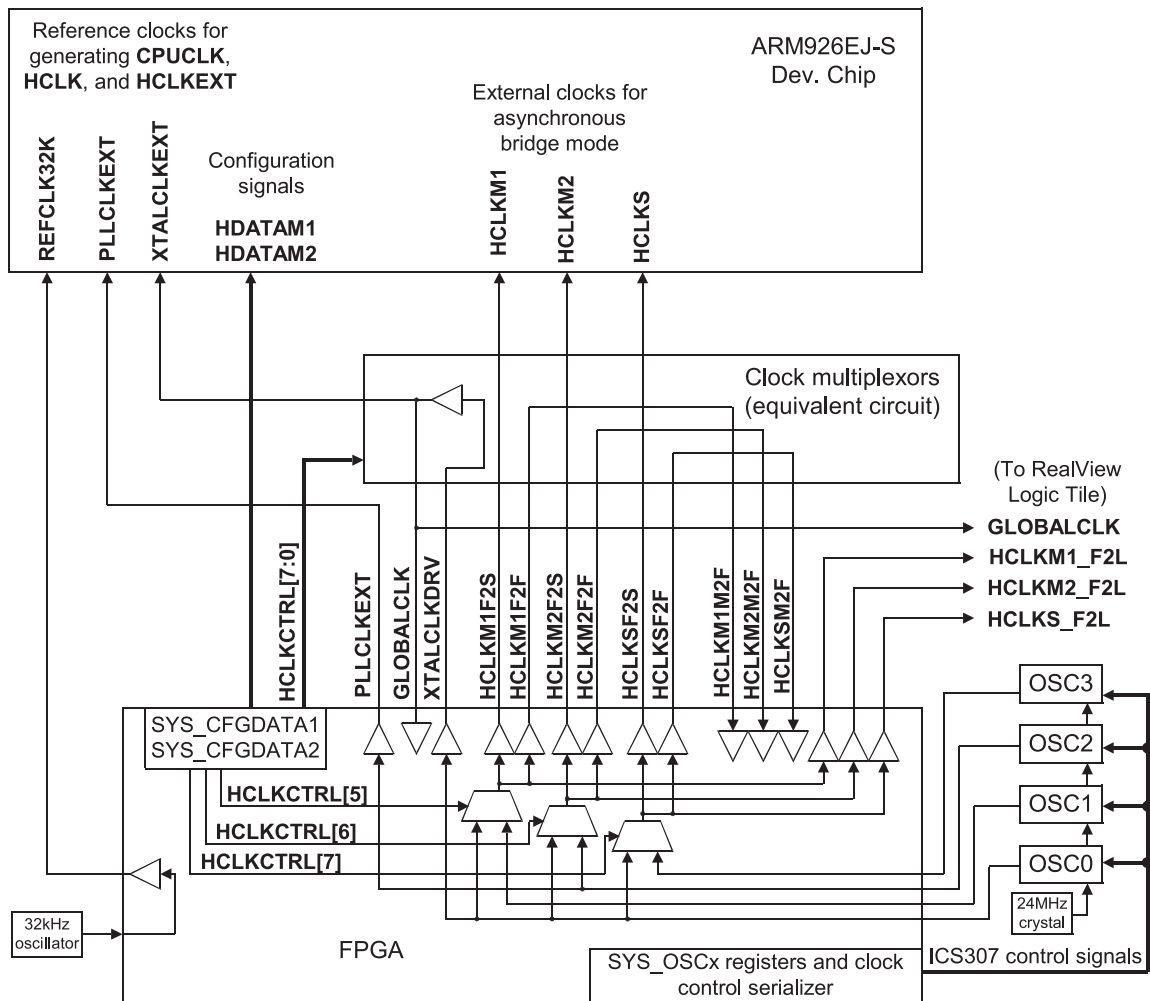 Reference clocks for
generating CPUCLK,
HCLK, and HCLKEXT
ARM926EJ-S
Dev. Chip
External clocks for
asynchronous
bridge mode
Configuration
signals
HDATAM1
HDATAM2
REFCLK32K
PLLCLKEXT
XTALCLKEXT
HCLKM1
HCLKM2
HCLKS
Clock multiplexors
(equivalent circuit)
(To RealView
Logic Tile)
GLOBALCLK
HCLKM1_F2L
HCLKM2_F2L
HCLKS_F2L
HCLKCTRL[7:0]
PLLCLKEXT
GLOBALCLK
XTALCLKDRV
HCLKM1F2S
HCLKM1F2F
HCLKM2F2S
HCLKM2F2F
HCLKSF2S
HCLKSF2F
HCLKM1M2F
HCLKM2M2F
HCLKSM2F
SYS_CFGDATA1
SYS_CFGDATA2
HCLKCTRL[5]
HCLKCTRL[6]
HCLKCTRL[7]
OSC3
OSC2
OSC1
OSC0
24MHz
crystal
32kHz
oscillator
FPGA
SYS_OSCx registers and clock
control serializer
ICS307 control signals